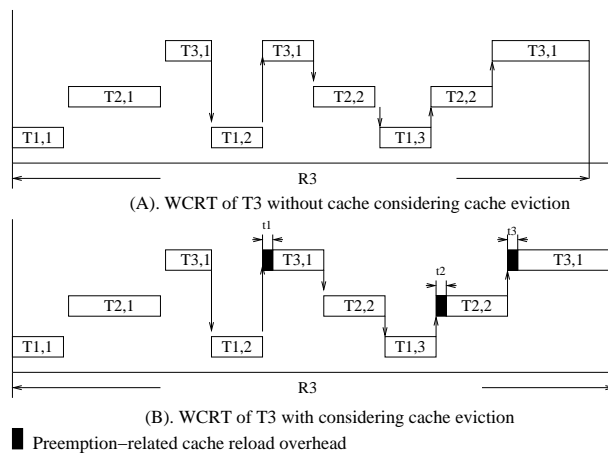 T3,1 T3,1 T3,1
T2,1 T2,2 T2,2
T1,1 T1,2 T1,3
R3
(A). WCRT of T3 without cache considering cache eviction
t1 t3
T3,1 T3,1 T3,1
t2
T2,1 T2,2 T2,2
T1,1 T1,2 T1,3
R3
(B). WCRT of T3 with considering cache eviction
Preemption−related cache reload overhead